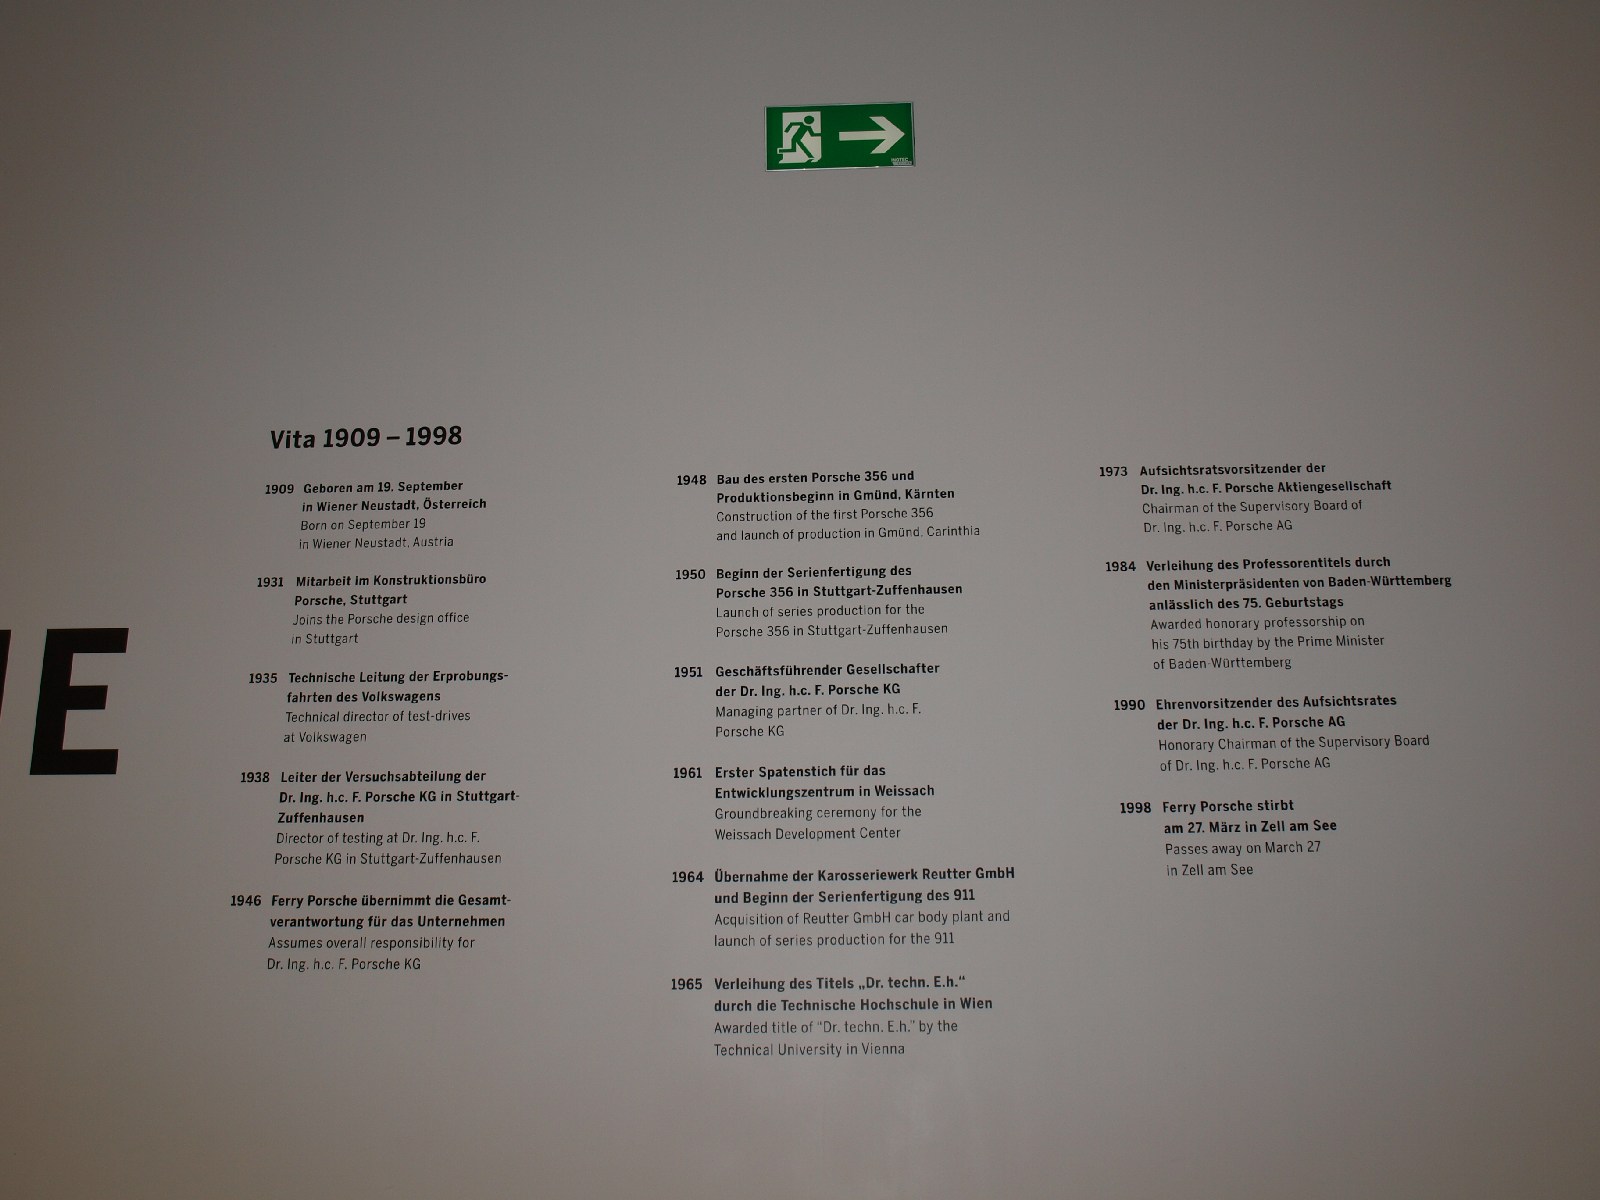 HE
Vita 1909 – 1998
1909 Geboren am 19. September
in Wiener Neustadt, Österreich
Born on September 19
in Wiener Neustadt, Austria
1931 Mitarbeit im Konstruktionsbüro
Porsche, Stuttgart
Joins the Porsche design office
in Stuttgart
1935 Technische Leitung der Erprobungs-
fahrten des Volkswagens
Technical director of test-drives
at Volkswagen
1938 Leiter der Versuchsabteilung der
Dr. Ing. h.c. F. Porsche KG in Stuttgart-
Zuffenhausen
Director of testing at Dr. Ing. h.c. F.
Porsche KG in Stuttgart-Zuffenhausen
1946 Ferry Porsche übernimmt die Gesamt-
verantwortung für das Unternehmen
Assumes overall responsibility for
Dr. Ing. h.c. F. Porsche KG
1948 Bau des ersten Porsche 356 und
Produktionsbeginn in Gmünd, Kärnten
Construction of the first Porsche 356
and launch of production in Gmünd, Carinthia
1950 Beginn der Serienfertigung des
Porsche 356 in Stuttgart-Zuffenhausen
Launch of series production for the
Porsche 356 in Stuttgart-Zuffenhausen
1951 Geschäftsführender Gesellschafter
der Dr. Ing. h.c. F. Porsche KG
Managing partner of Dr. Ing. h.c. F.
Porsche KG
1961 Erster Spatenstich für das
Entwicklungszentrum in Weissach
Groundbreaking ceremony for the
Weissach Development Center
1964 Übernahme der Karosseriewerk Reutter GmbH
und Beginn der Serienfertigung des 911
Acquisition of Reutter GmbH car body plant and
launch of series production for the 911
1965 Verleihung des Titels „Dr. techn. E.h.“
durch die Technische Hochschule in Wien
Awarded title of “Dr. techn. E.h.” by the
Technical University in Vienna
1973 Aufsichtsratsvorsitzender der
Dr. Ing. h.c. F. Porsche Aktiengesellschaft
Chairman of the Supervisory Board of
Dr. Ing. h.c. F. Porsche AG
1984 Verleihung des Professorentitels durch
den Ministerpräsidenten von Baden-Württemberg
anlässlich des 75. Geburtstags
Awarded honorary professorship on
his 75th birthday by the Prime Minister
of Baden-Württemberg
1990 Ehrenvorsitzender des Aufsichtsrates
der Dr. Ing. h.c. F. Porsche AG
Honorary Chairman of the Supervisory Board
of Dr. Ing. h.c. F. Porsche AG
1998 Ferry Porsche stirbt
am 27. März in Zell am See
Passes away on March 27
in Zell am See